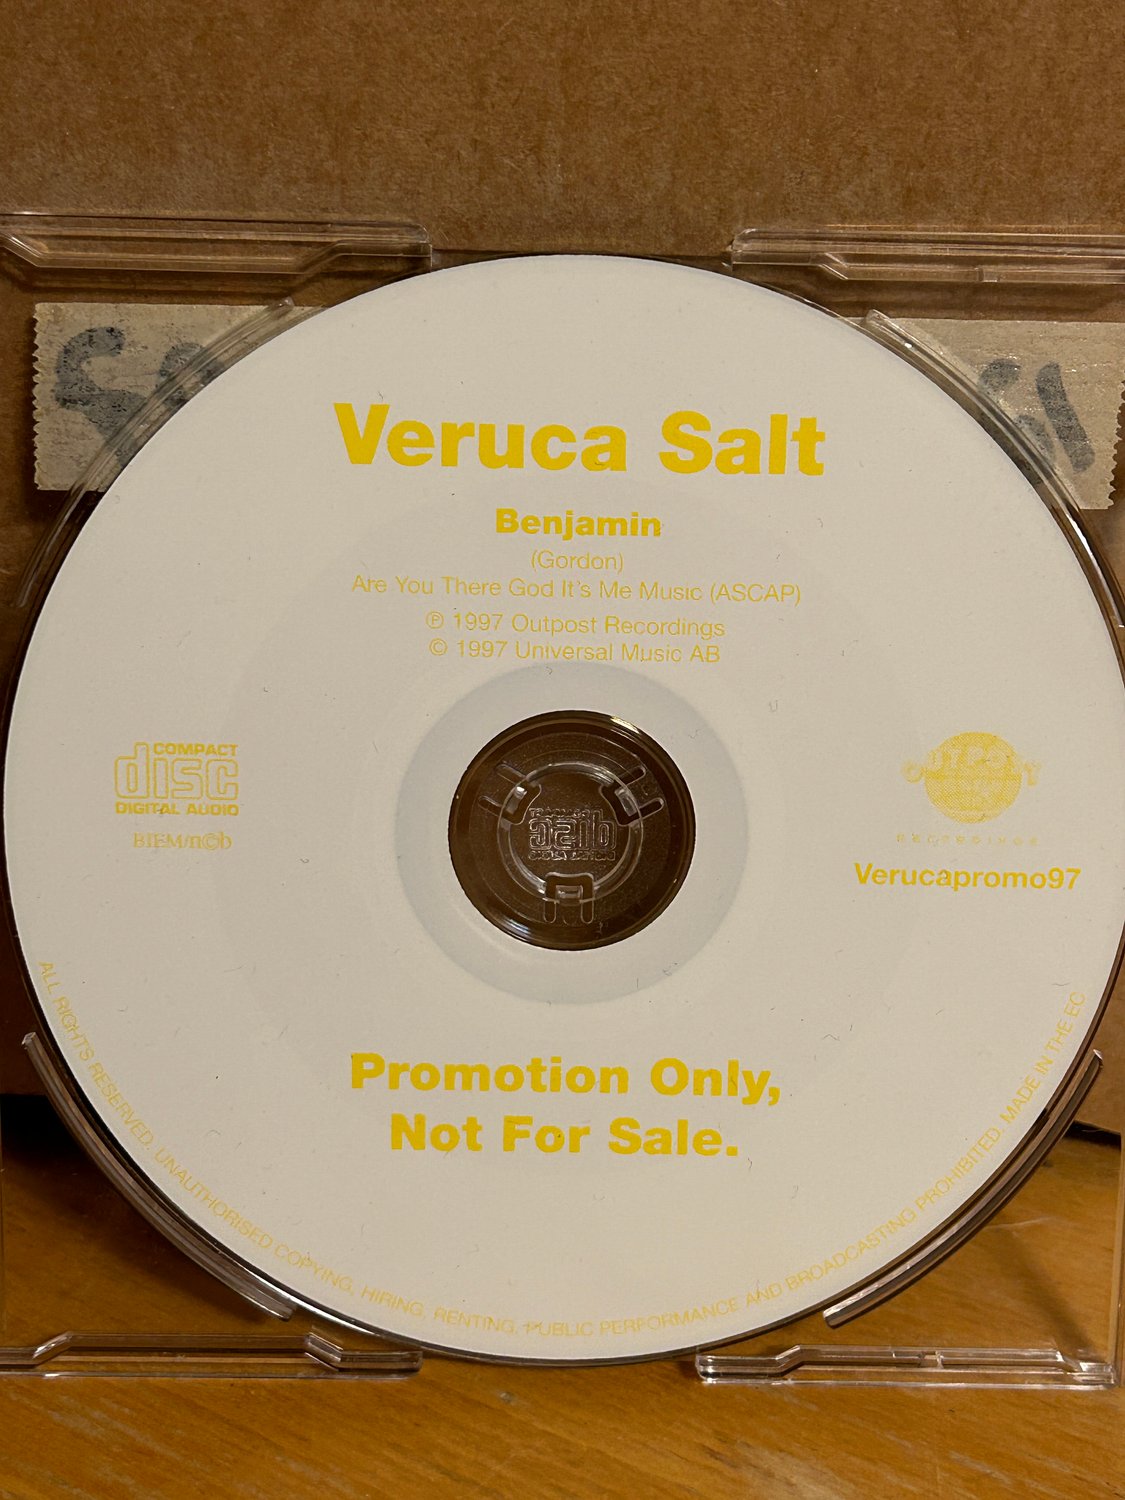 Veruca Salt
Benjamin
(Gordon)
Are You There God It's Me Music (ASCAP)
℗ 1997 Outpost Recordings
© 1997 Universal Music AB
COMPACT
disc
DIGITAL AUDIO
BIEM/n©b
OUTPOST
RECORDINGS
Verucapromo97
Promotion Only,
Not For Sale.
ALL RIGHTS RESERVED. UNAUTHORISED COPYING, HIRING, RENTING, PUBLIC PERFORMANCE AND BROADCASTING PROHIBITED. MADE IN THE EC